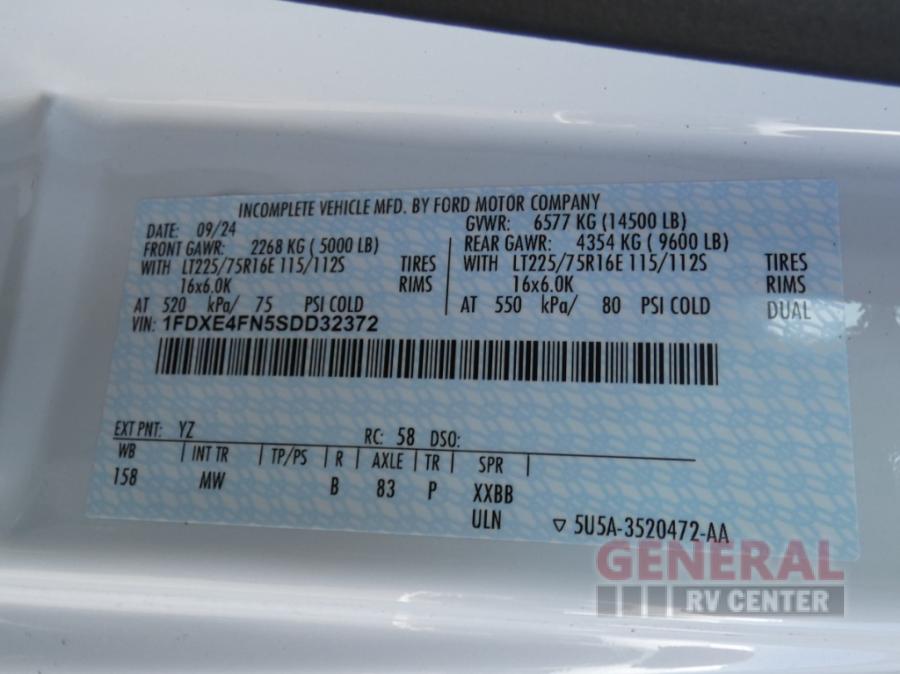 INCOMPLETE VEHICLE MFD. BY FORD MOTOR COMPANY
DATE: 09/24 GVWR: 6577 KG (14500 LB)
FRONT GAWR: 2268 KG ( 5000 LB) REAR GAWR: 4354 KG ( 9600 LB)
WITH LT225/75R16E 115/112S TIRES WITH LT225/75R16E 115/112S TIRES
16x6.0K RIMS 16x6.0K RIMS
AT 520 kPa/ 75 PSI COLD AT 550 kPa/ 80 PSI COLD DUAL
VIN: 1FDXE4FN5SDD32372
EXT PNT: YZ RC: 58 DSO:
WB INT TR TP/PS R AXLE TR SPR
158 MW B 83 P XXBB
ULN ▽ 5U5A-3520472-AA
GENERAL
RV CENTER